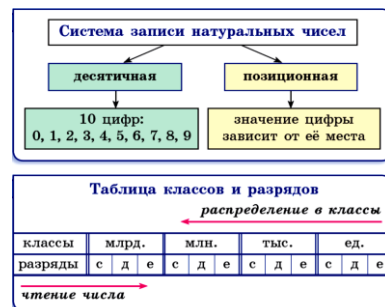 Система записи натуральных чисел
десятичная
позиционная
10 цифр:
0, 1, 2, 3, 4, 5, 6, 7, 8, 9
значение цифры
зависит от её места
Таблица классов и разрядов
распределение в классы
классы млрд. млн. тыс. ед.
разряды с д е с д е с д е с д е
чтение числа